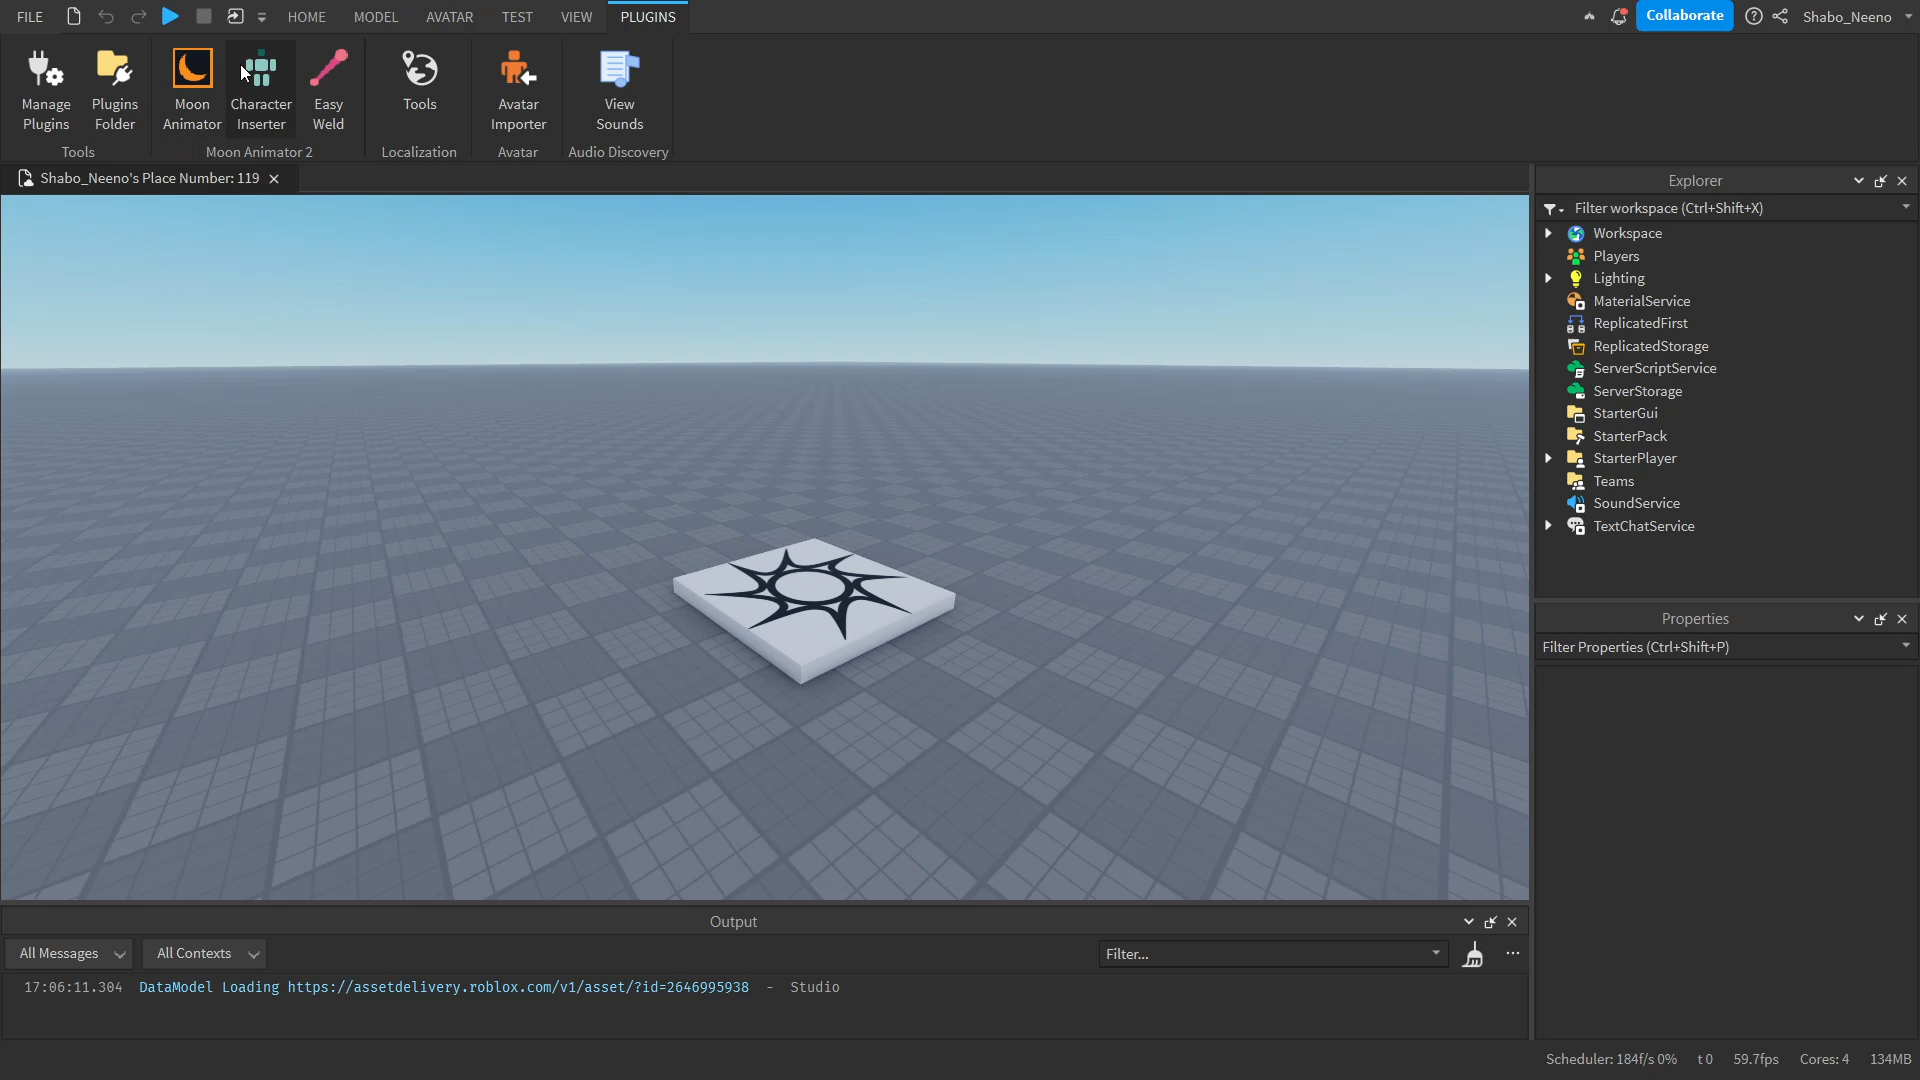 FILE HOME MODEL AVATAR TEST VIEW PLUGINS Collaborate Shabo_Neeno
Manage Plugins
Plugins Folder
Moon Animator
Character Inserter
Easy Weld
Tools
Avatar Importer
View Sounds
Tools Moon Animator 2 Localization Avatar Audio Discovery
Shabo_Neeno's Place Number: 119
Explorer
Filter workspace (Ctrl+Shift+X)
Workspace
Players
Lighting
MaterialService
ReplicatedFirst
ReplicatedStorage
ServerScriptService
ServerStorage
StarterGui
StarterPack
StarterPlayer
Teams
SoundService
TextChatService
Properties
Filter Properties (Ctrl+Shift+P)
Output
All Messages All Contexts Filter...
17:06:11.304 DataModel Loading https://assetdelivery.roblox.com/v1/asset/?id=2646995938 - Studio
Scheduler: 184f/s 0% t 0 59.7fps Cores: 4 134MB